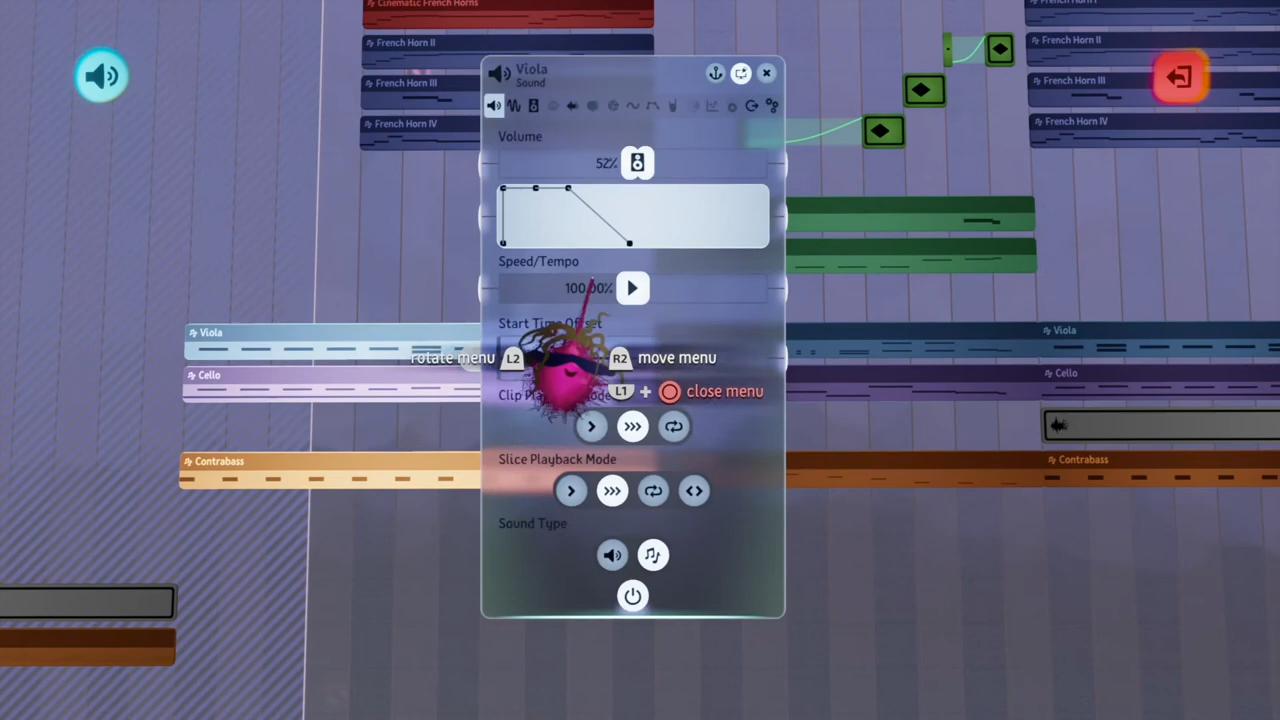 Cinematic French Horns
French Horn II
French Horn III
French Horn IV
French Horn II
French Horn III
French Horn IV
Viola
Sound
Volume
52%
Speed/Tempo
100.00%
Start Time Offset
rotate menu L2
R2 move menu
L1 + close menu
Slice Playback Mode
Sound Type
Viola
Cello
Contrabass
Viola
Cello
Contrabass